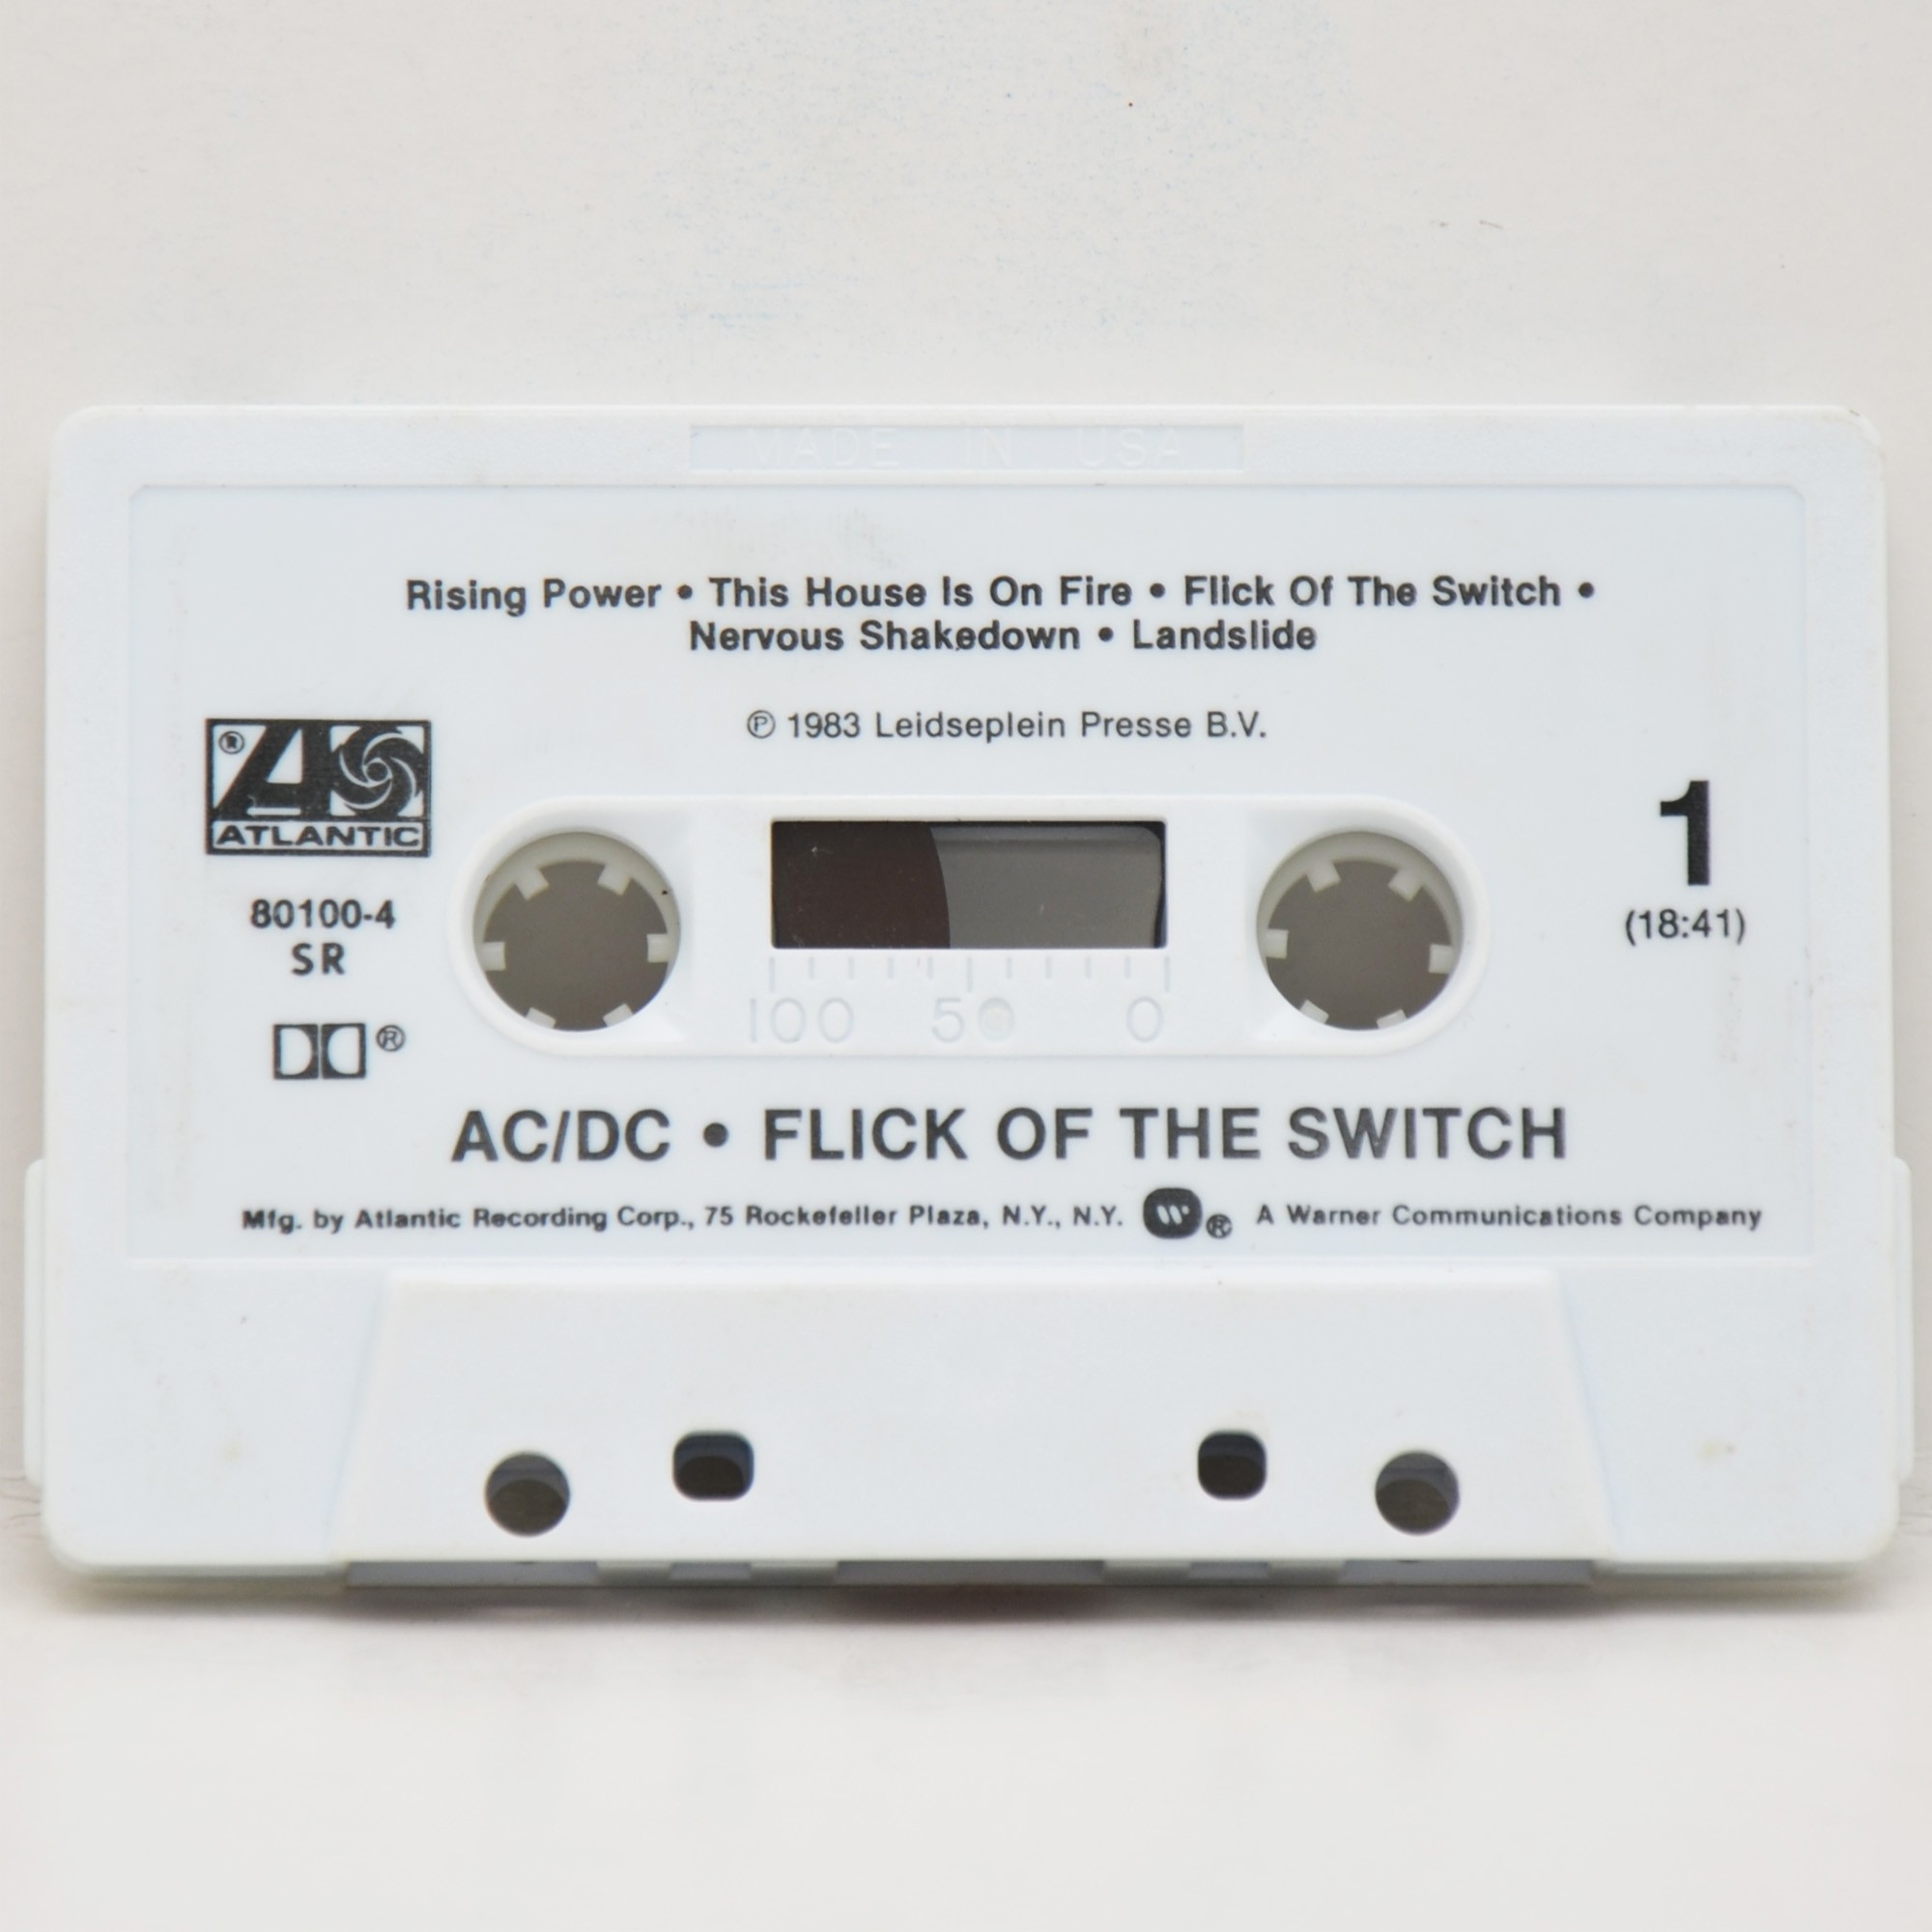 MADE IN USA
Rising Power • This House Is On Fire • Flick Of The Switch •
Nervous Shakedown • Landslide
℗ 1983 Leidseplein Presse B.V.
®
ATLANTIC
80100-4
SR
®
1
(18:41)
100 50 0
AC/DC • FLICK OF THE SWITCH
Mfg. by Atlantic Recording Corp., 75 Rockefeller Plaza, N.Y., N.Y. ® A Warner Communications Company